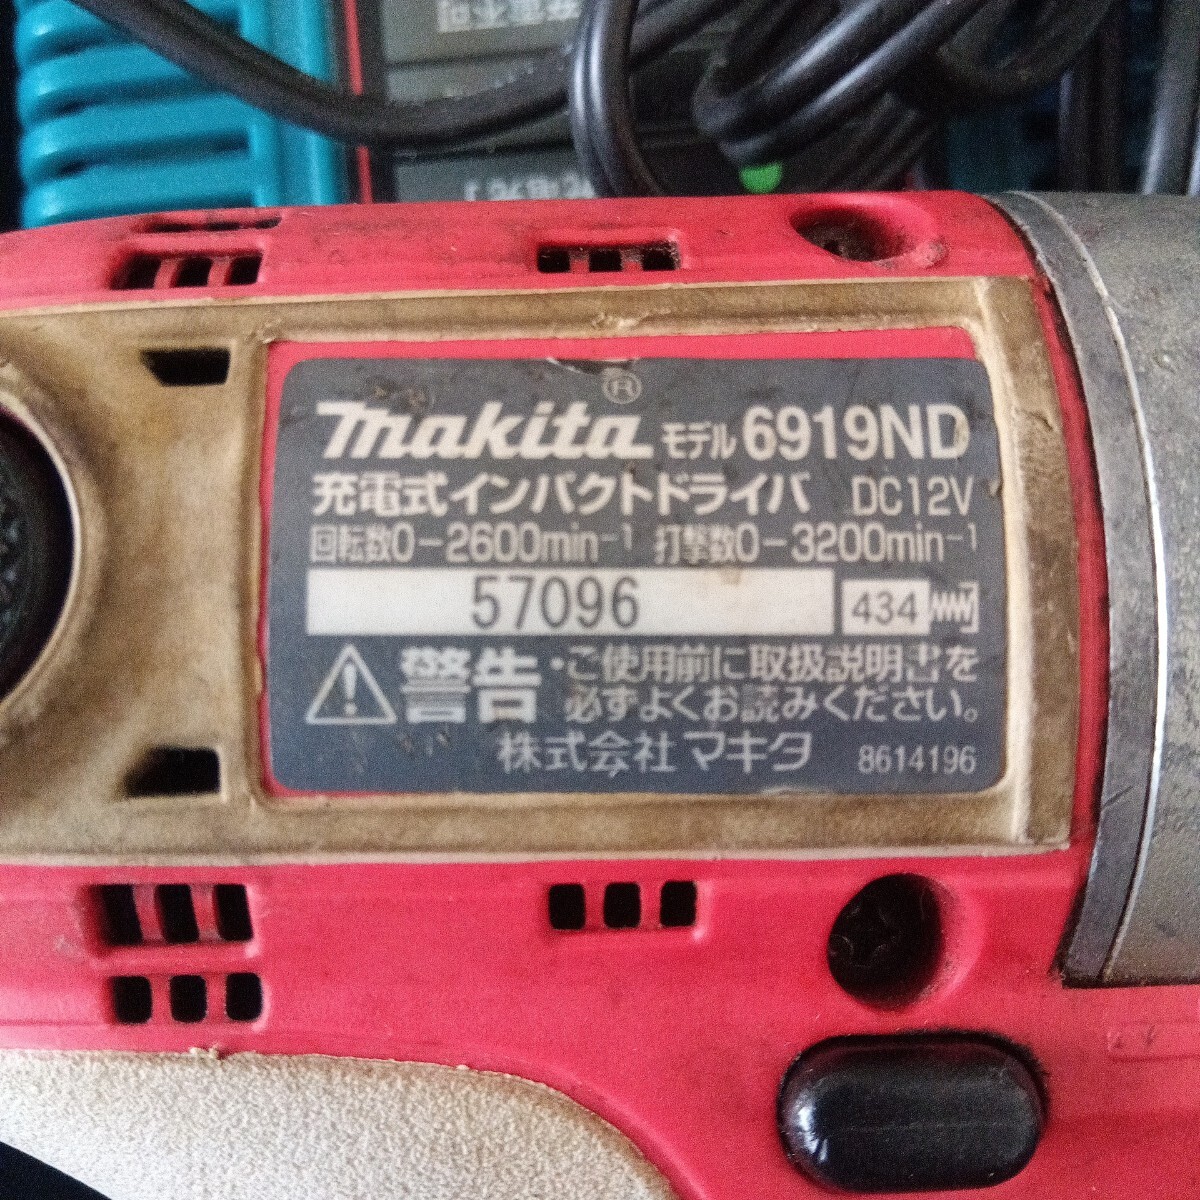 makita® モデル 6919ND
充電式インパクトドライバ DC12V
回転数0-2600min⁻¹ 打撃数0-3200min⁻¹
57096 434
警告・ご使用前に取扱説明書を
必ずよくお読みください。
株式会社マキタ 8614196